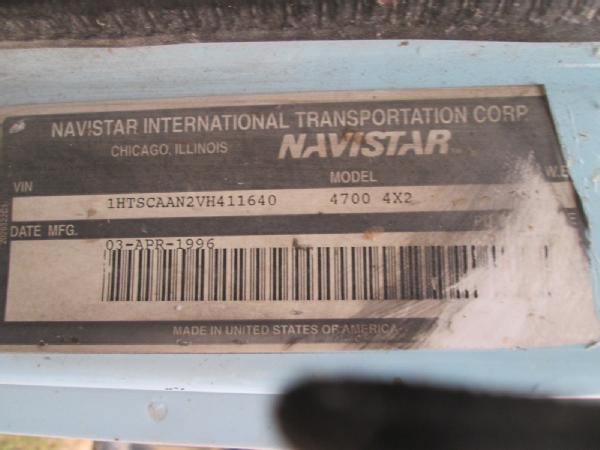 NAVISTAR INTERNATIONAL TRANSPORTATION CORP.
CHICAGO, ILLINOIS NAVISTAR
VIN MODEL W.B
1HTSCAAN2VH411640 4700 4X2
DATE MFG.
03-APR-1996
MADE IN UNITED STATES OF AMERICA